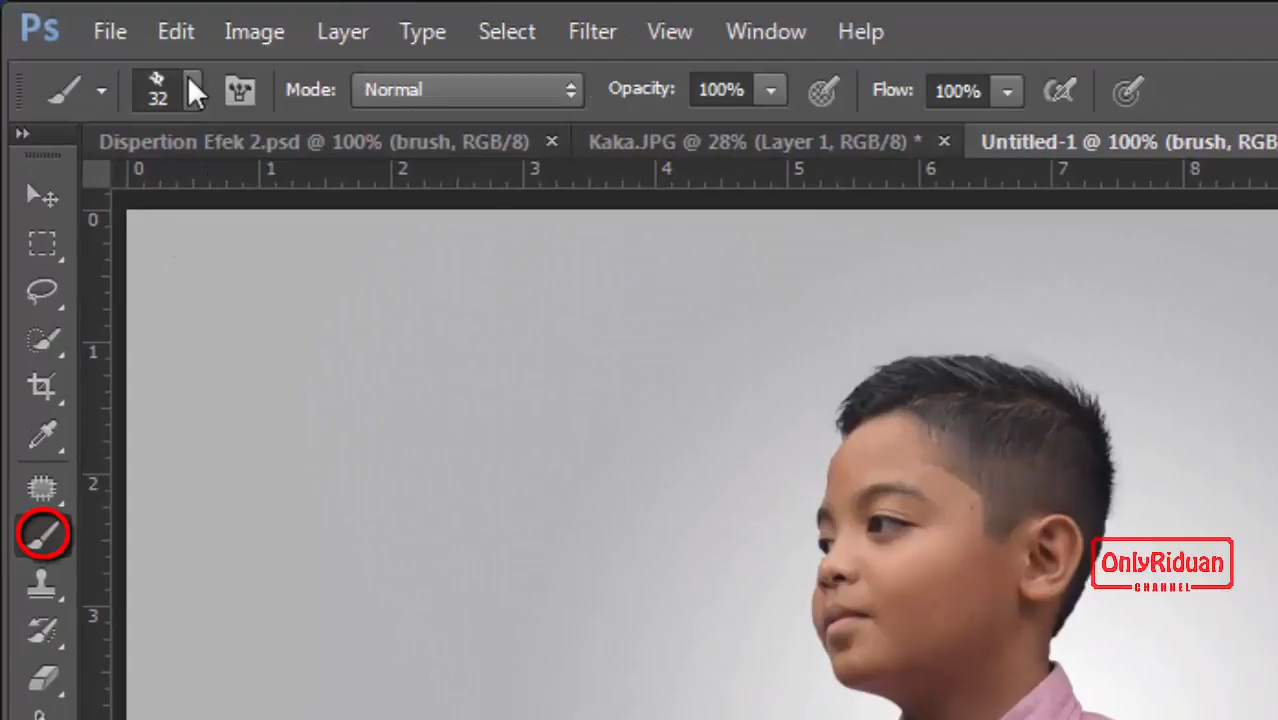 Ps File Edit Image Layer Type Select Filter View Window Help
32 Mode: Normal Opacity: 100% Flow: 100%
Dispertion Efek 2.psd @ 100% (brush, RGB/8) × Kaka.JPG @ 28% (Layer 1, RGB/8) * × Untitled-1 @ 100% (brush, RGB
0 1 2 3 4 5 6 7 8
0
1
2
3
OnlyRiduan
CHANNEL